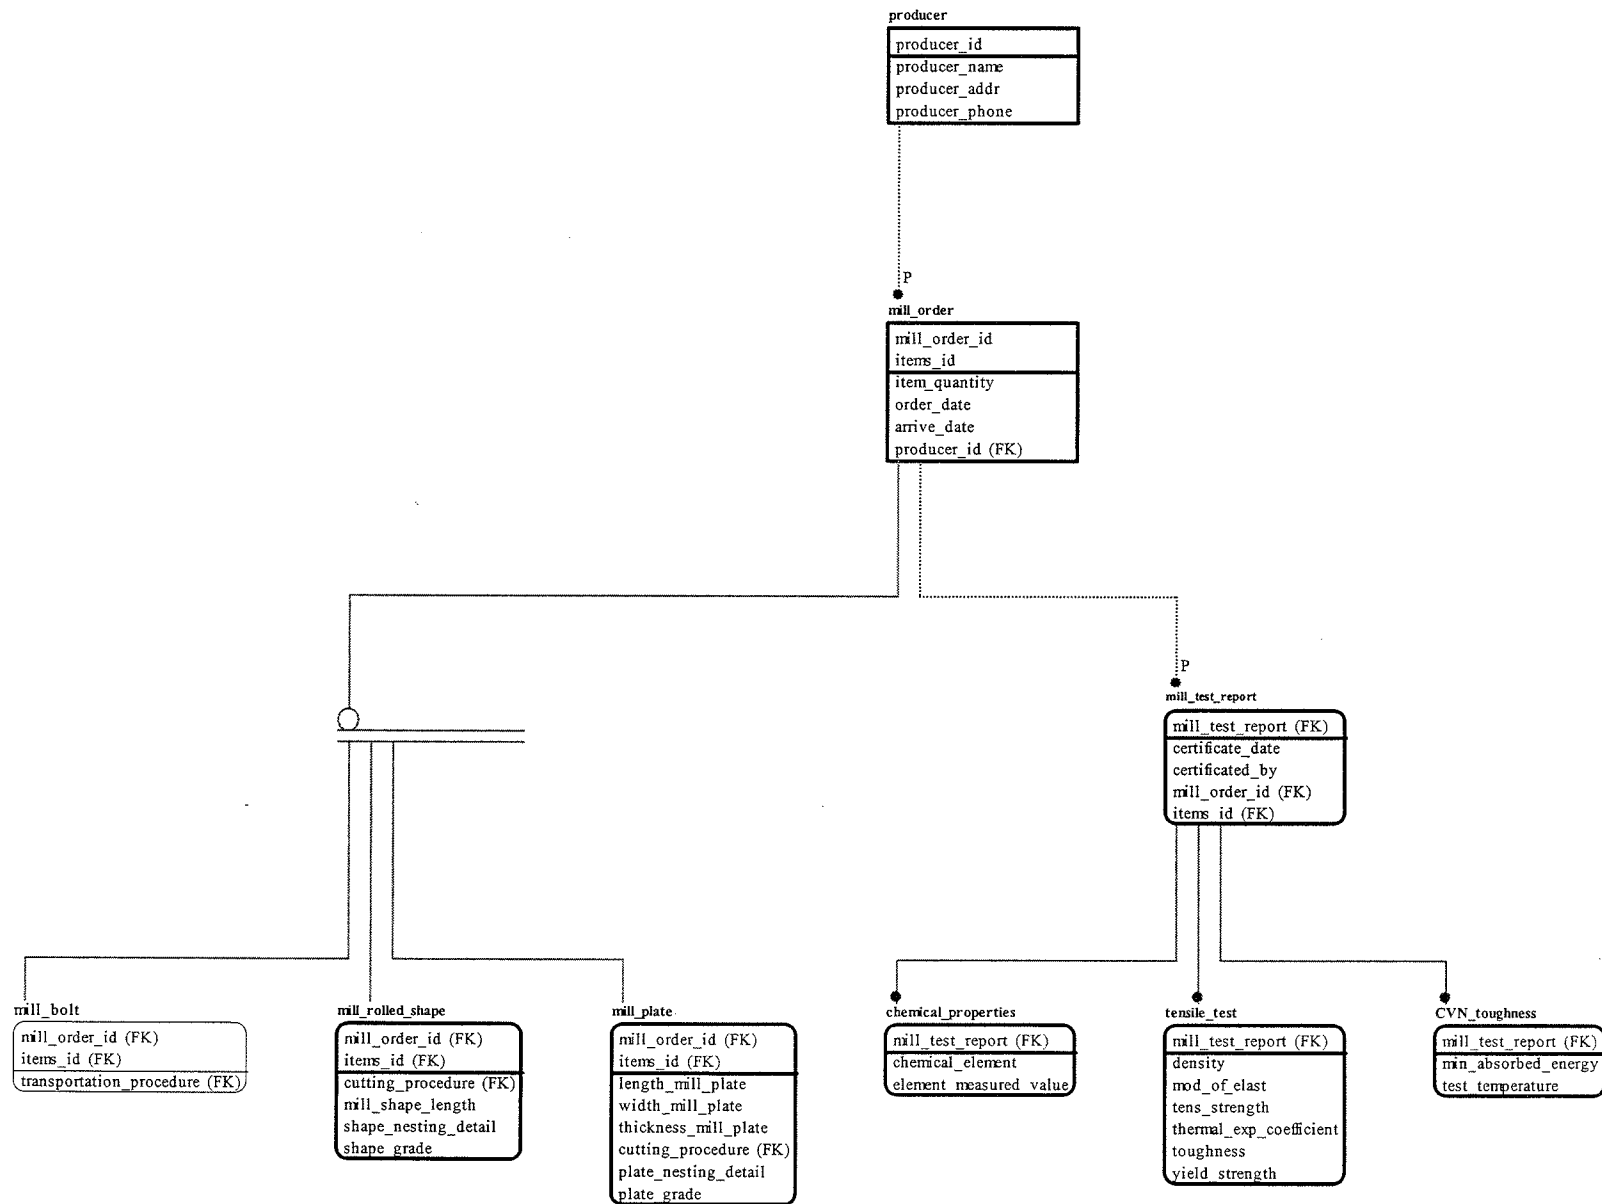 producer
producer_id
producer_name
producer_addr
producer_phone
P
mill_order
mill_order_id
items_id
item_quantity
order_date
arrive_date
producer_id (FK)
P
mill_test_report
mill_test_report (FK)
certificate_date
certificated_by
mill_order_id (FK)
items_id (FK)
mill_bolt
mill_order_id (FK)
items_id (FK)
transportation_procedure (FK)
mill_rolled_shape
mill_order_id (FK)
items_id (FK)
cutting_procedure (FK)
mill_shape_length
shape_nesting_detail
shape_grade
mill_plate
mill_order_id (FK)
items_id (FK)
length_mill_plate
width_mill_plate
thickness_mill_plate
cutting_procedure (FK)
plate_nesting_detail
plate_grade
chemical_properties
mill_test_report (FK)
chemical_element
element_measured_value
tensile_test
mill_test_report (FK)
density
mod_of_elast
tens_strength
thermal_exp_coefficient
toughness
yield_strength
CVN_toughness
mill_test_report (FK)
min_absorbed_energy
test_temperature